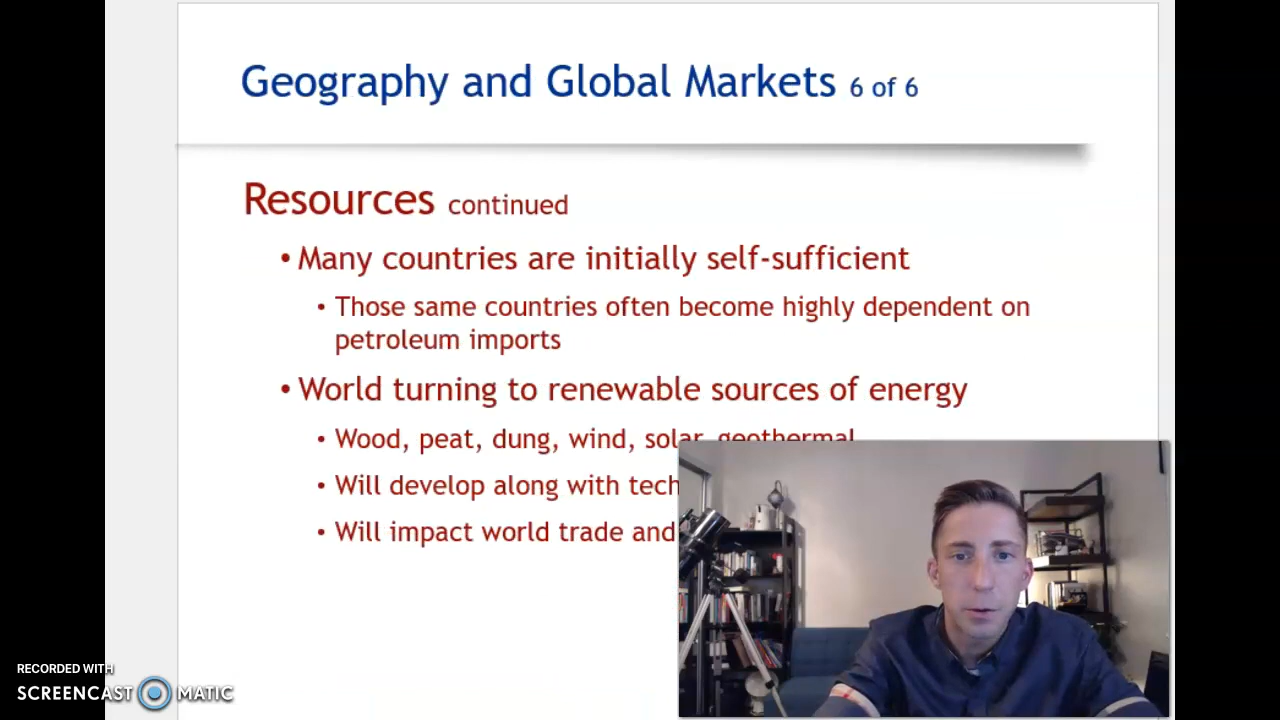 Geography and Global Markets 6 of 6
Resources continued
• Many countries are initially self-sufficient
• Those same countries often become highly dependent on
petroleum imports
• World turning to renewable sources of energy
• Wood, peat, dung, wind, solar, geothermal
• Will develop along with
• Will impact world trade and
RECORDED WITH
SCREENCAST MATIC